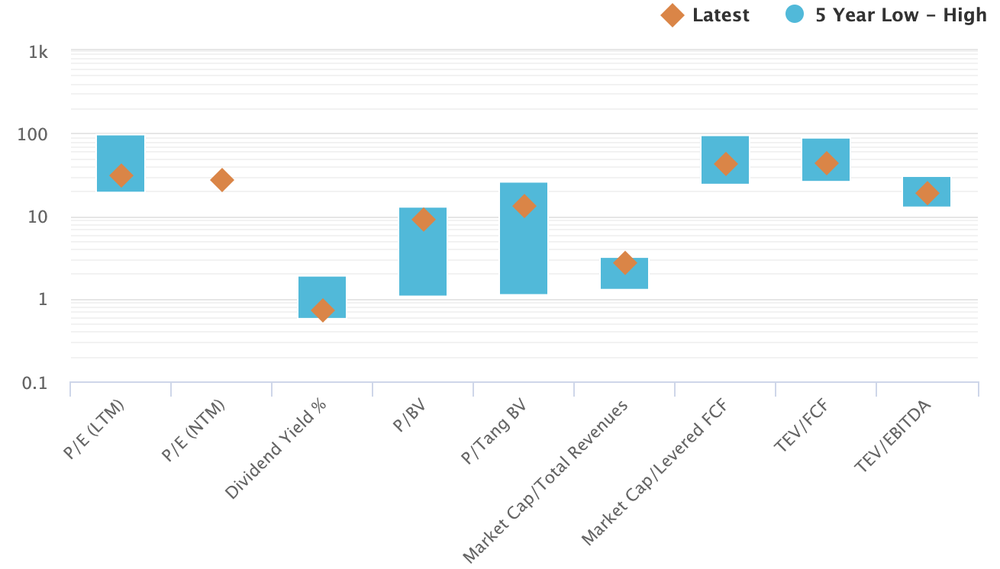 Latest
5 Year Low – High
1k
100
10
1
0.1
P/E (LTM)
P/E (NTM)
Dividend Yield %
P/BV
P/Tang BV
Market Cap/Total Revenues
Market Cap/Levered FCF
TEV/FCF
TEV/EBITDA